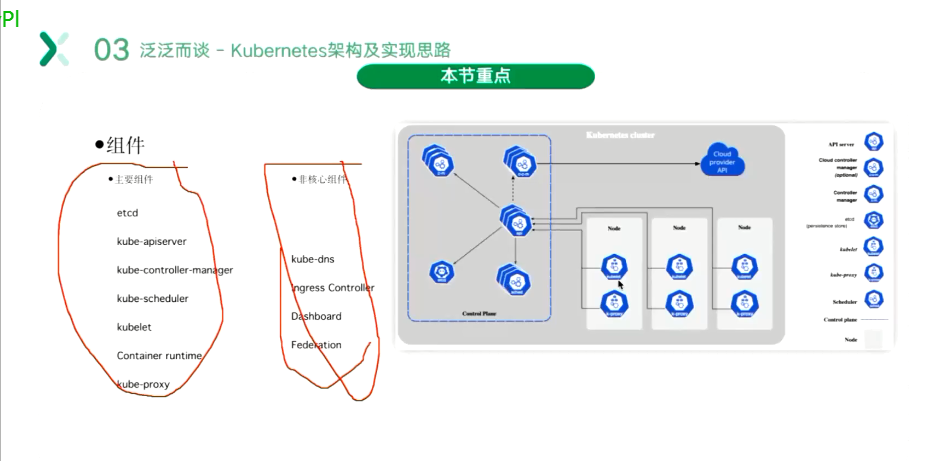 Pl
03 泛泛而谈 - Kubernetes架构及实现思路
本节重点
•组件
•主要组件
etcd
kube-apiserver
kube-controller-manager
kube-scheduler
kubelet
Container runtime
kube-proxy
•非核心组件
kube-dns
Ingress Controller
Dashboard
Federation
Kubernetes cluster
Cloud
provider
API
Node
Node
Node
Control Plane
API server
Cloud controller
manager
(optional)
Controller
manager
etcd
(persistence store)
kubelet
kube-proxy
Scheduler
Control plane
Node